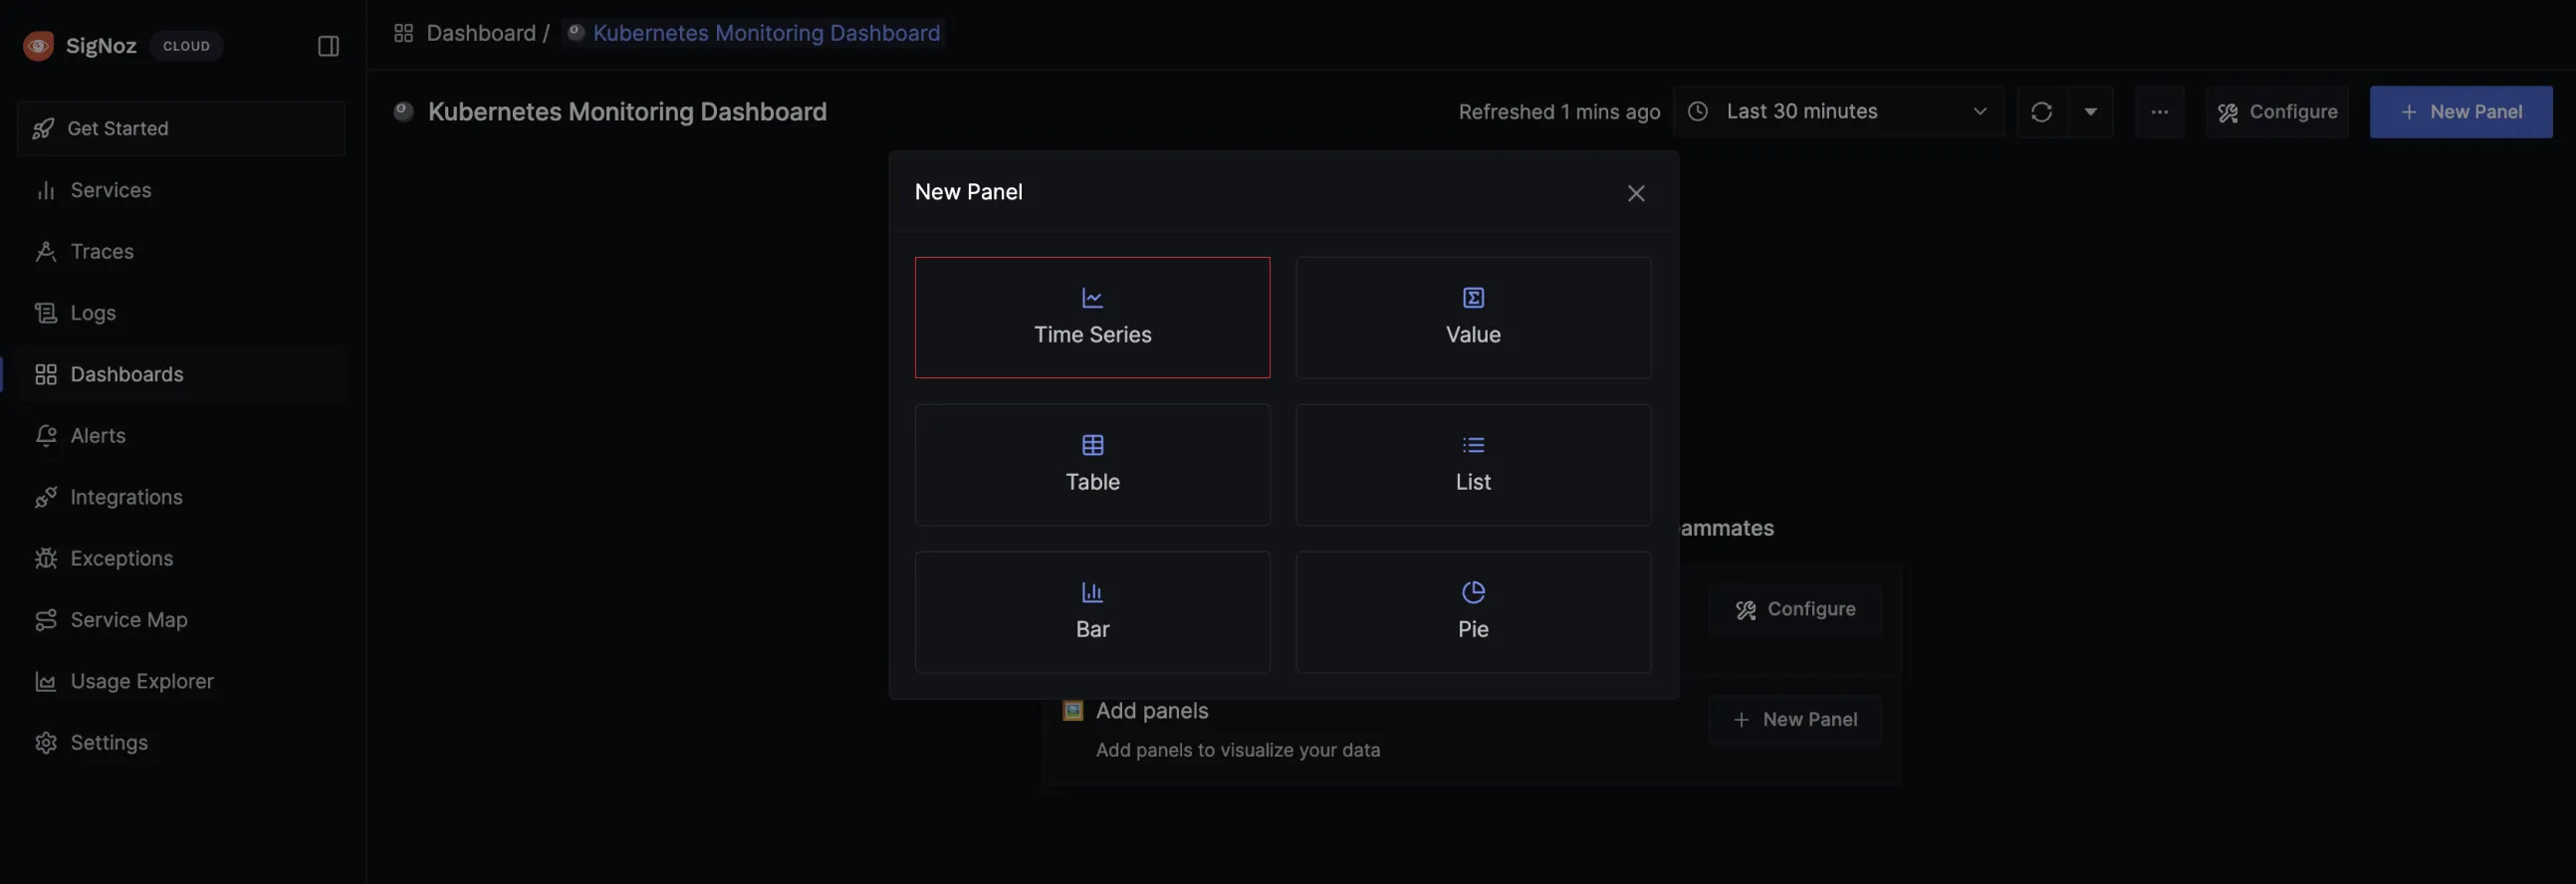 SigNoz CLOUD
Get Started
Services
Traces
Logs
Dashboards
Alerts
Integrations
Exceptions
Service Map
Usage Explorer
Settings
Dashboard / Kubernetes Monitoring Dashboard
Kubernetes Monitoring Dashboard
Refreshed 1 mins ago
Last 30 minutes
Configure
+ New Panel
New Panel
Time Series
Value
Table
List
Bar
Pie
ammates
Configure
Add panels
Add panels to visualize your data
+ New Panel